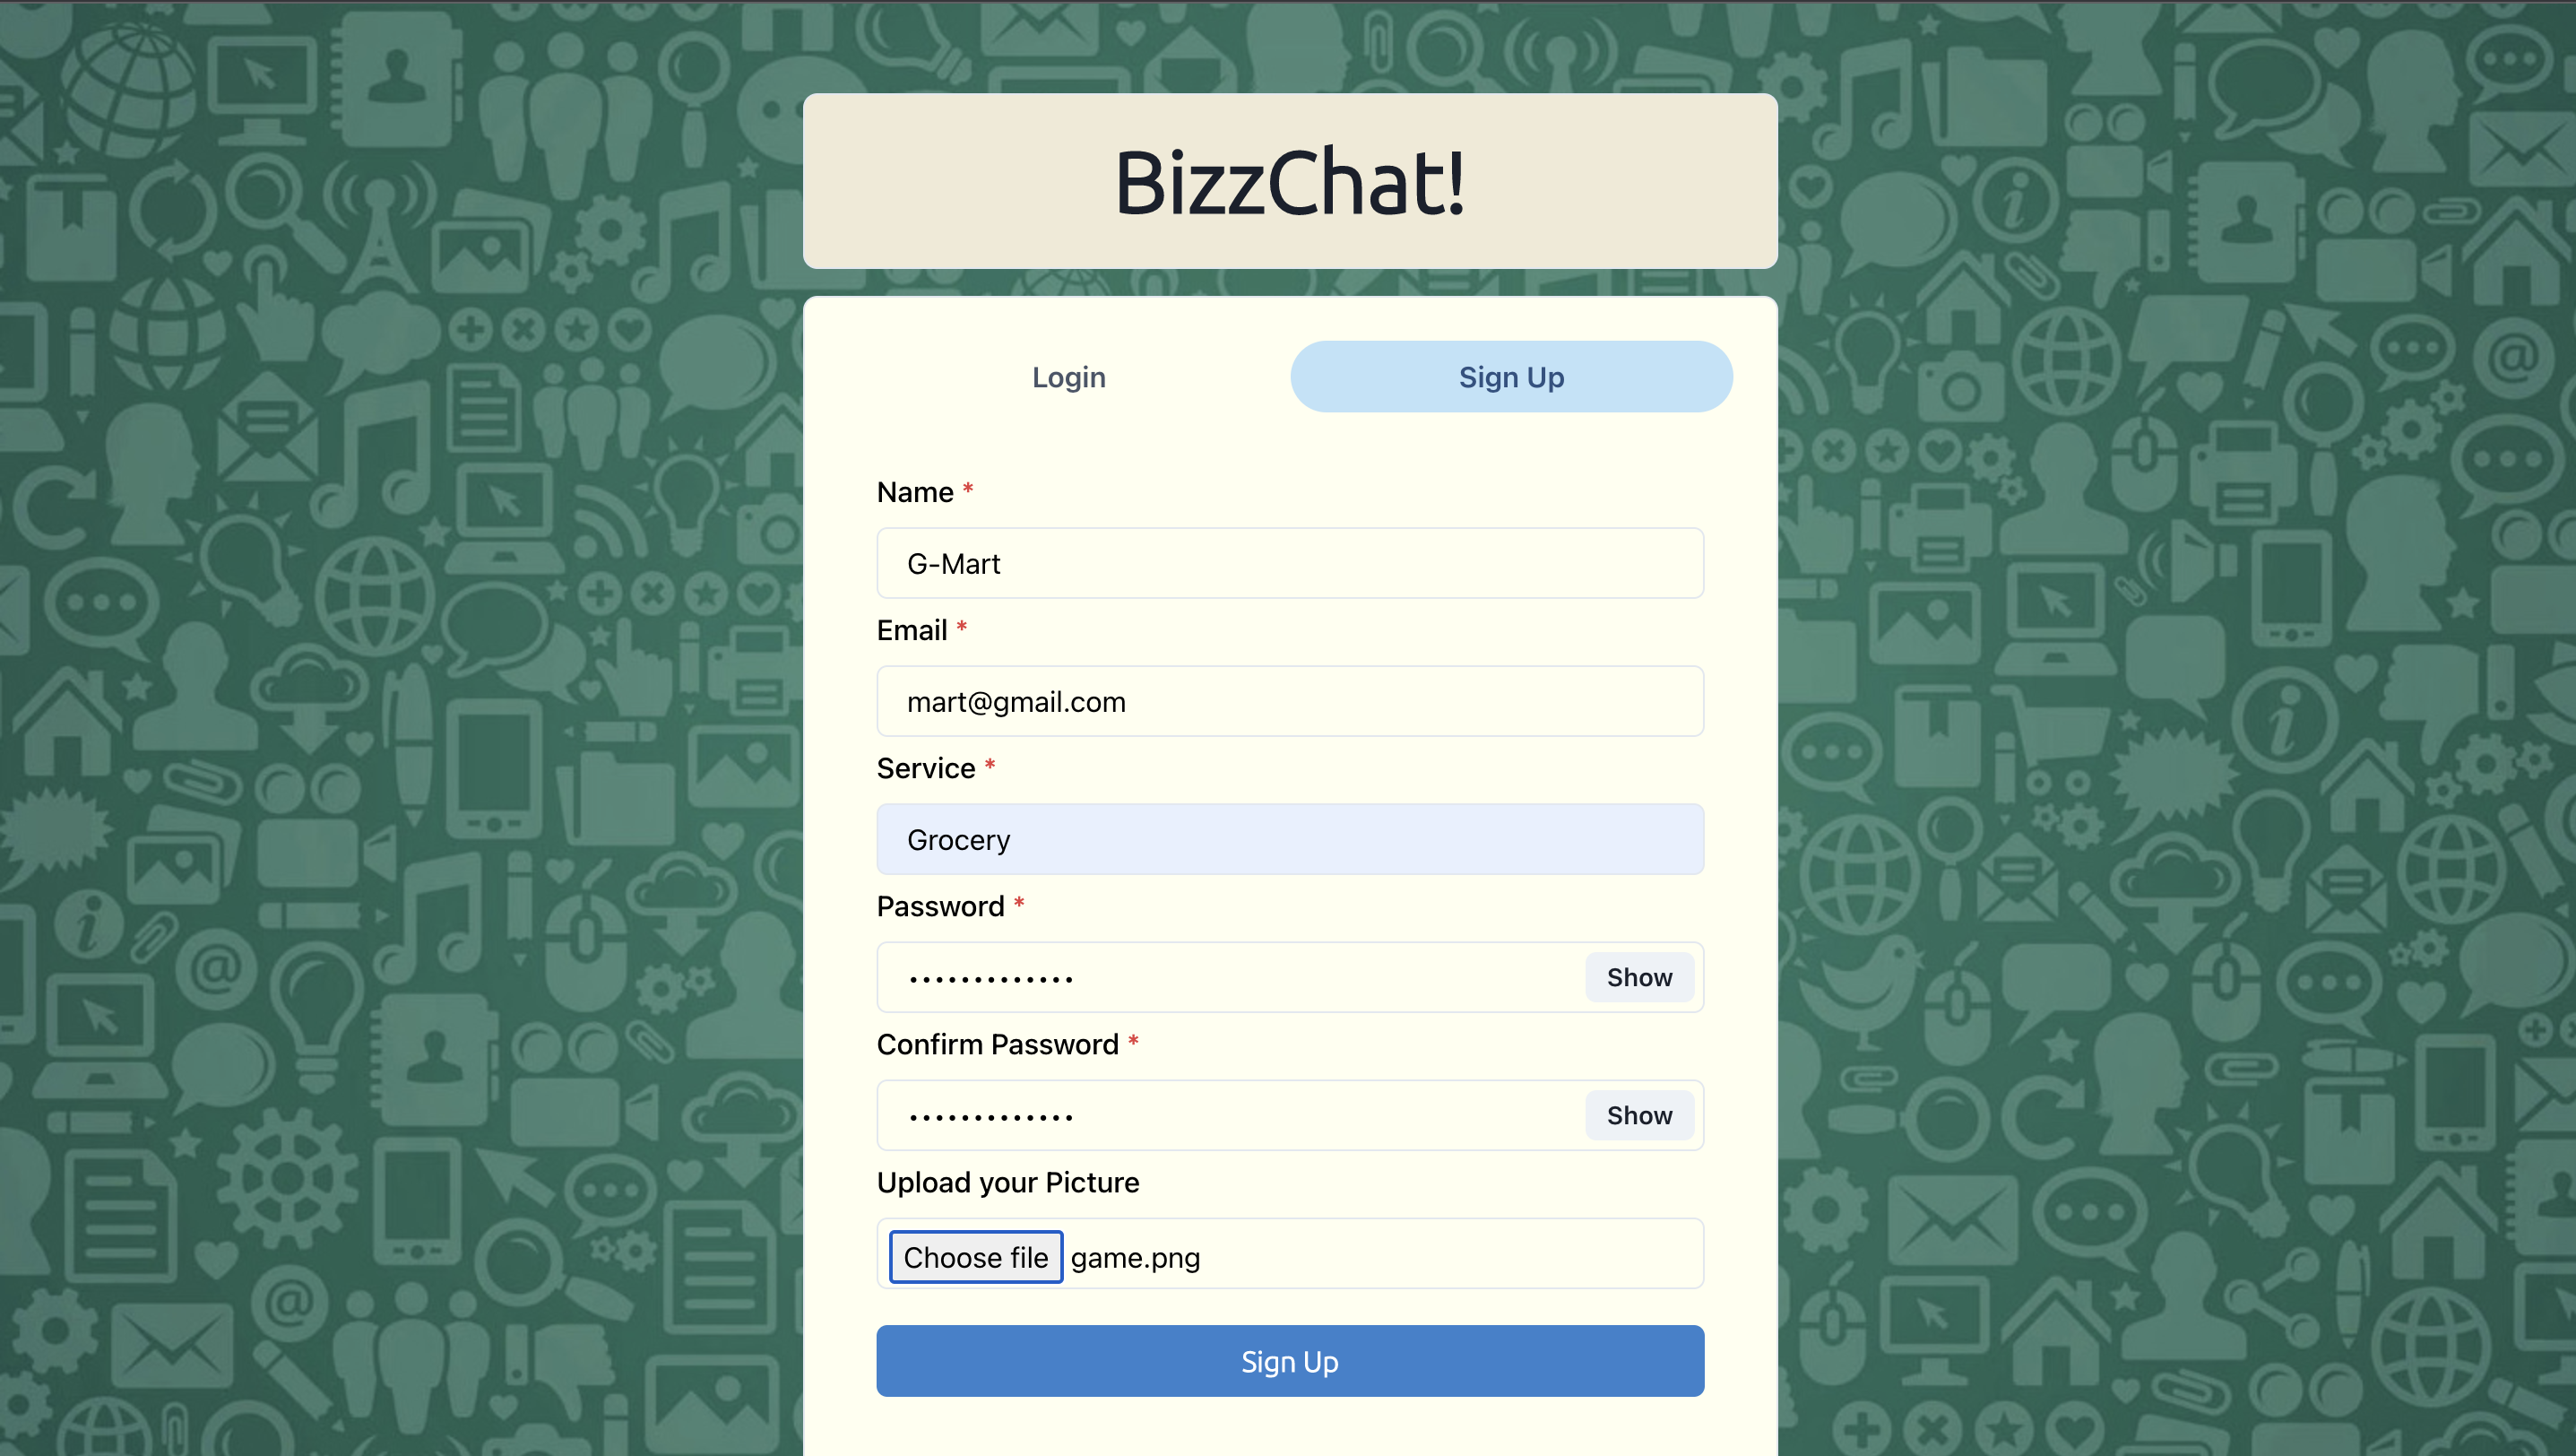 BizzChat!
Login
Sign Up
Name *
G-Mart
Email *
mart@gmail.com
Service *
Grocery
Password *
•••••••••••••
Show
Confirm Password *
•••••••••••••
Show
Upload your Picture
Choose file game.png
Sign Up